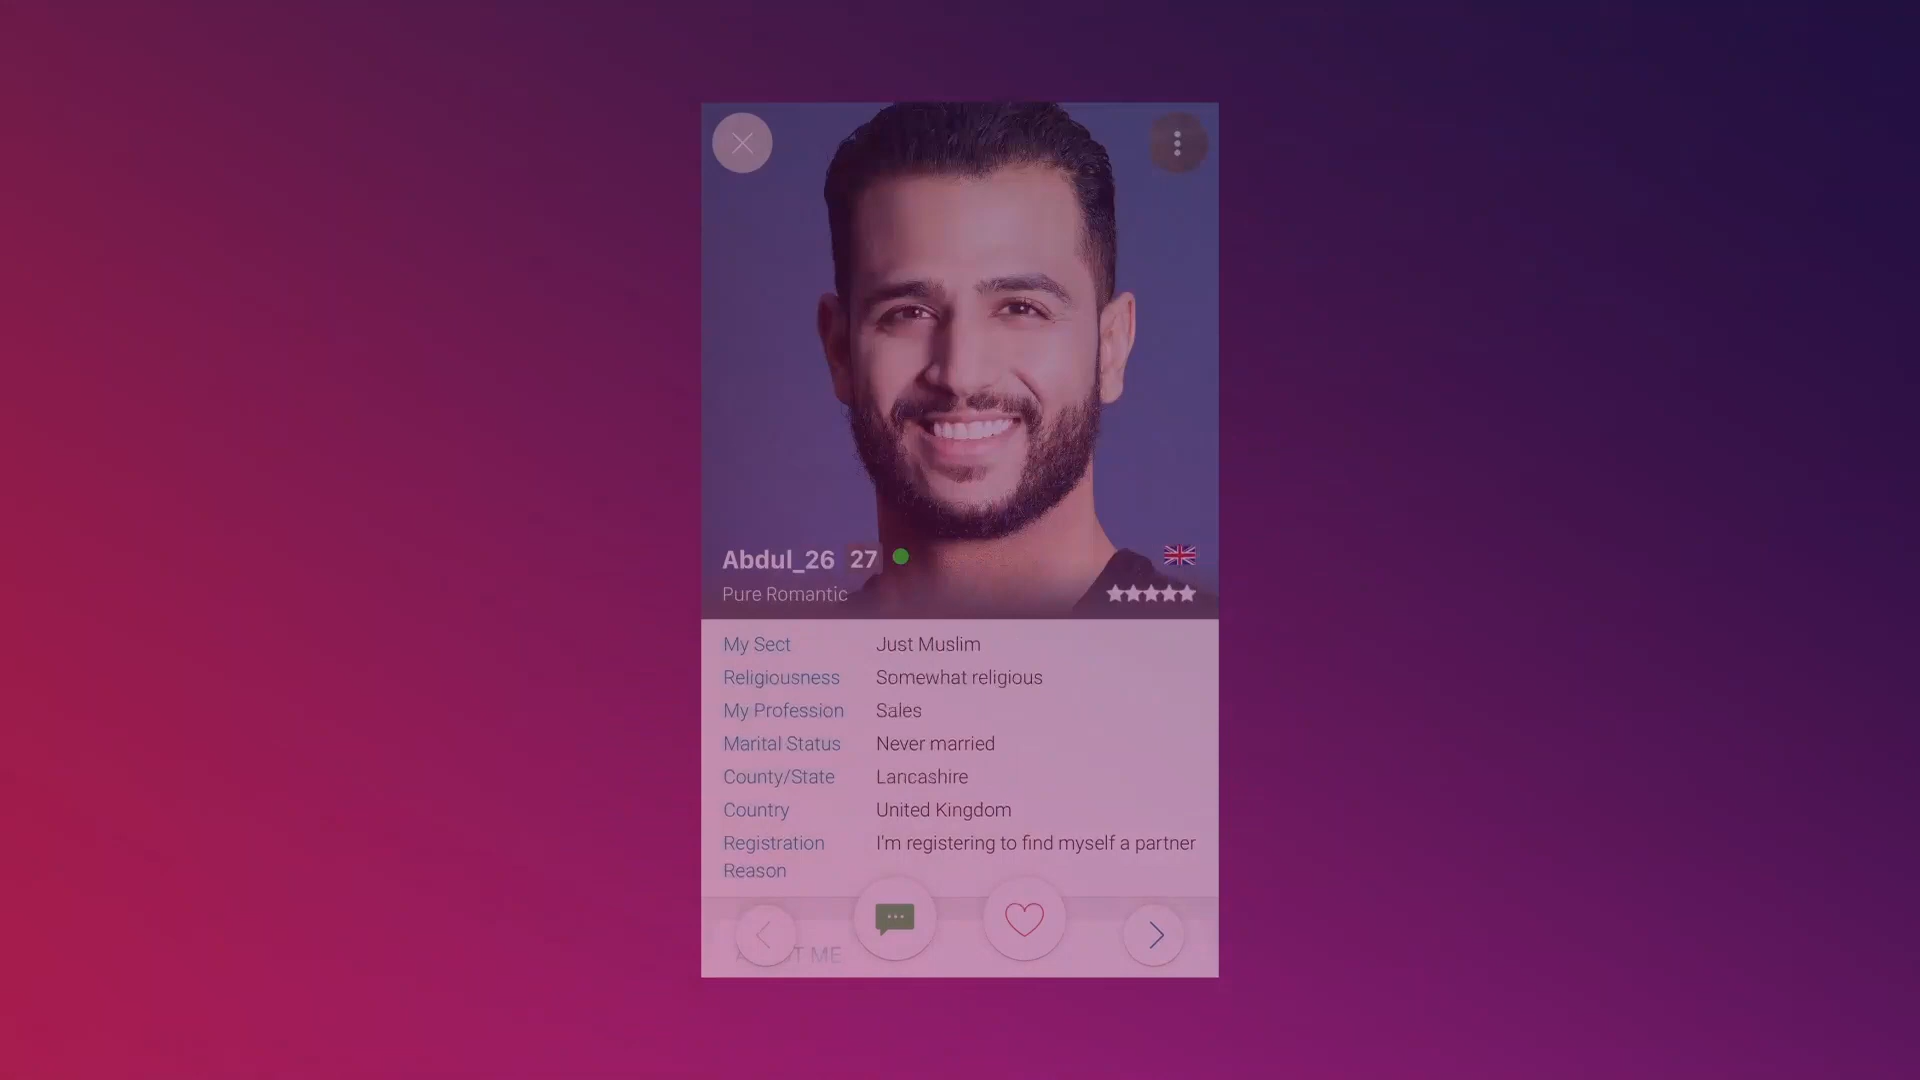 Abdul_26 27
Pure Romantic
My Sect Just Muslim
Religiousness Somewhat religious
My Profession Sales
Marital Status Never married
County/State Lancashire
Country United Kingdom
Registration I'm registering to find myself a partner
Reason
ME